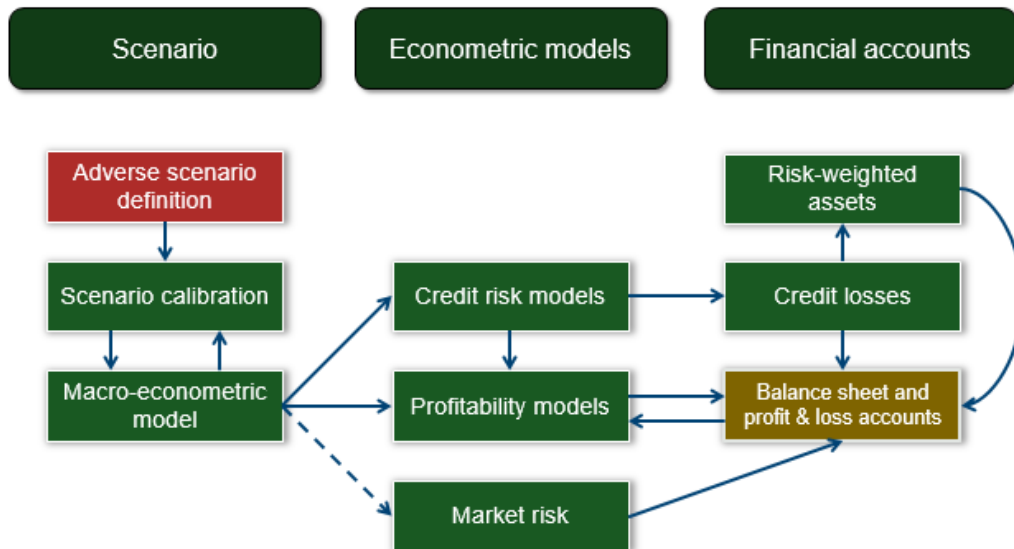 Scenario
Econometric models
Financial accounts
Adverse scenario
definition
Risk-weighted
assets
Scenario calibration
Credit risk models
Credit losses
Macro-econometric
model
Profitability models
Balance sheet and
profit & loss accounts
Market risk